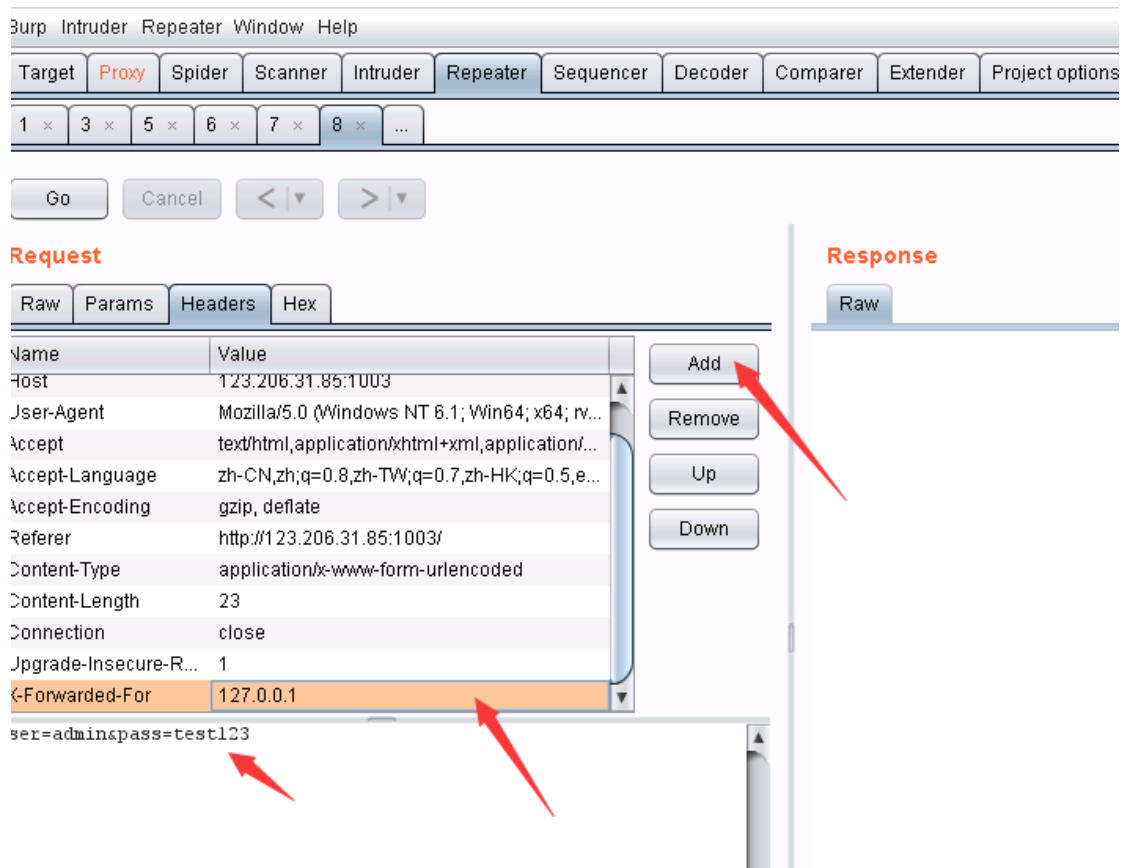 Burp Intruder Repeater Window Help
Target Proxy Spider Scanner Intruder Repeater Sequencer Decoder Comparer Extender Project options
1 × 3 × 5 × 6 × 7 × 8 × ...
Go Cancel < ▼ > ▼
Request Response
Raw Params Headers Hex Raw
Name Value Add
Host 123.206.31.85:1003
User-Agent Mozilla/5.0 (Windows NT 6.1; Win64; x64; rv... Remove
Accept text/html,application/xhtml+xml,application/...
Accept-Language zh-CN,zh;q=0.8,zh-TW;q=0.7,zh-HK;q=0.5,e... Up
Accept-Encoding gzip, deflate
Referer http://123.206.31.85:1003/ Down
Content-Type application/x-www-form-urlencoded
Content-Length 23
Connection close
Upgrade-Insecure-R... 1
X-Forwarded-For 127.0.0.1
ser=admin&pass=test123